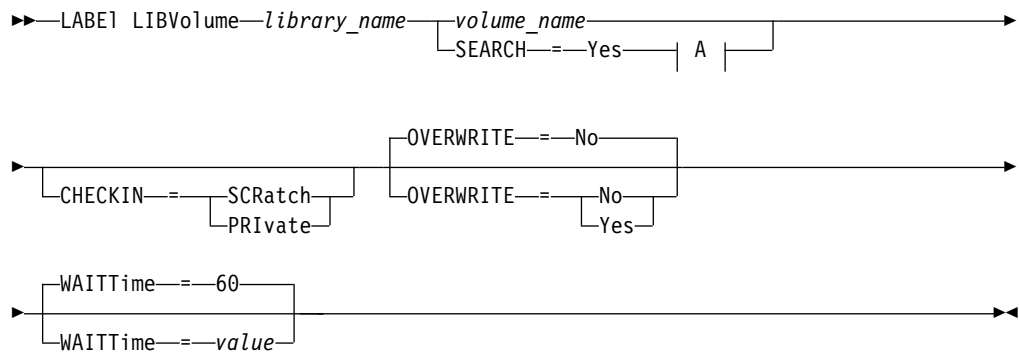 LABEl LIBVolume library_name volume_name
SEARCH = Yes A
OVERWRITE = No
CHECKIN = SCRatch OVERWRITE = No
PRIvate Yes
WAITTime = 60
WAITTime = value